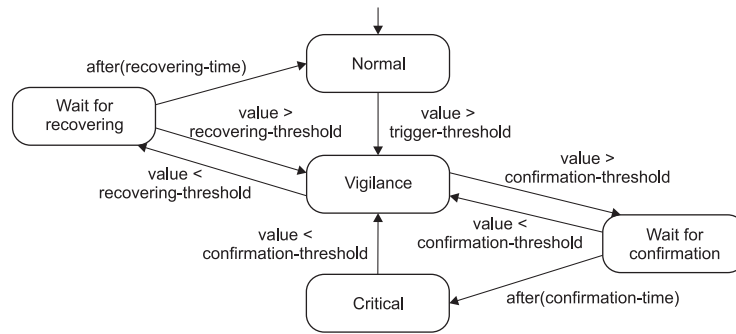 Normal
after(recovering-time)
Wait for
recovering
value >
recovering-threshold
value >
trigger-threshold
value >
confirmation-threshold
Vigilance
value <
recovering-threshold
value <
confirmation-threshold
value <
confirmation-threshold
Wait for
confirmation
Critical
after(confirmation-time)